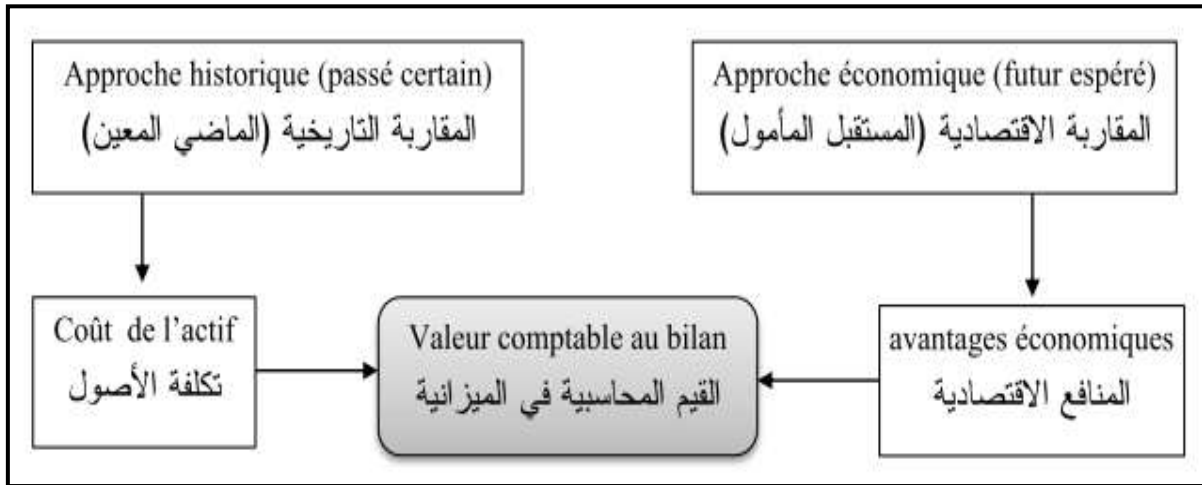 Approche historique (passé certain)
المقاربة التاريخية (الماضي المعين)
Approche économique (futur espéré)
المقاربة الاقتصادية (المستقبل المأمول)
Coût de l’actif
تكلفة الأصول
Valeur comptable au bilan
القيم المحاسبية في الميزانية
avantages économiques
المنافع الاقتصادية